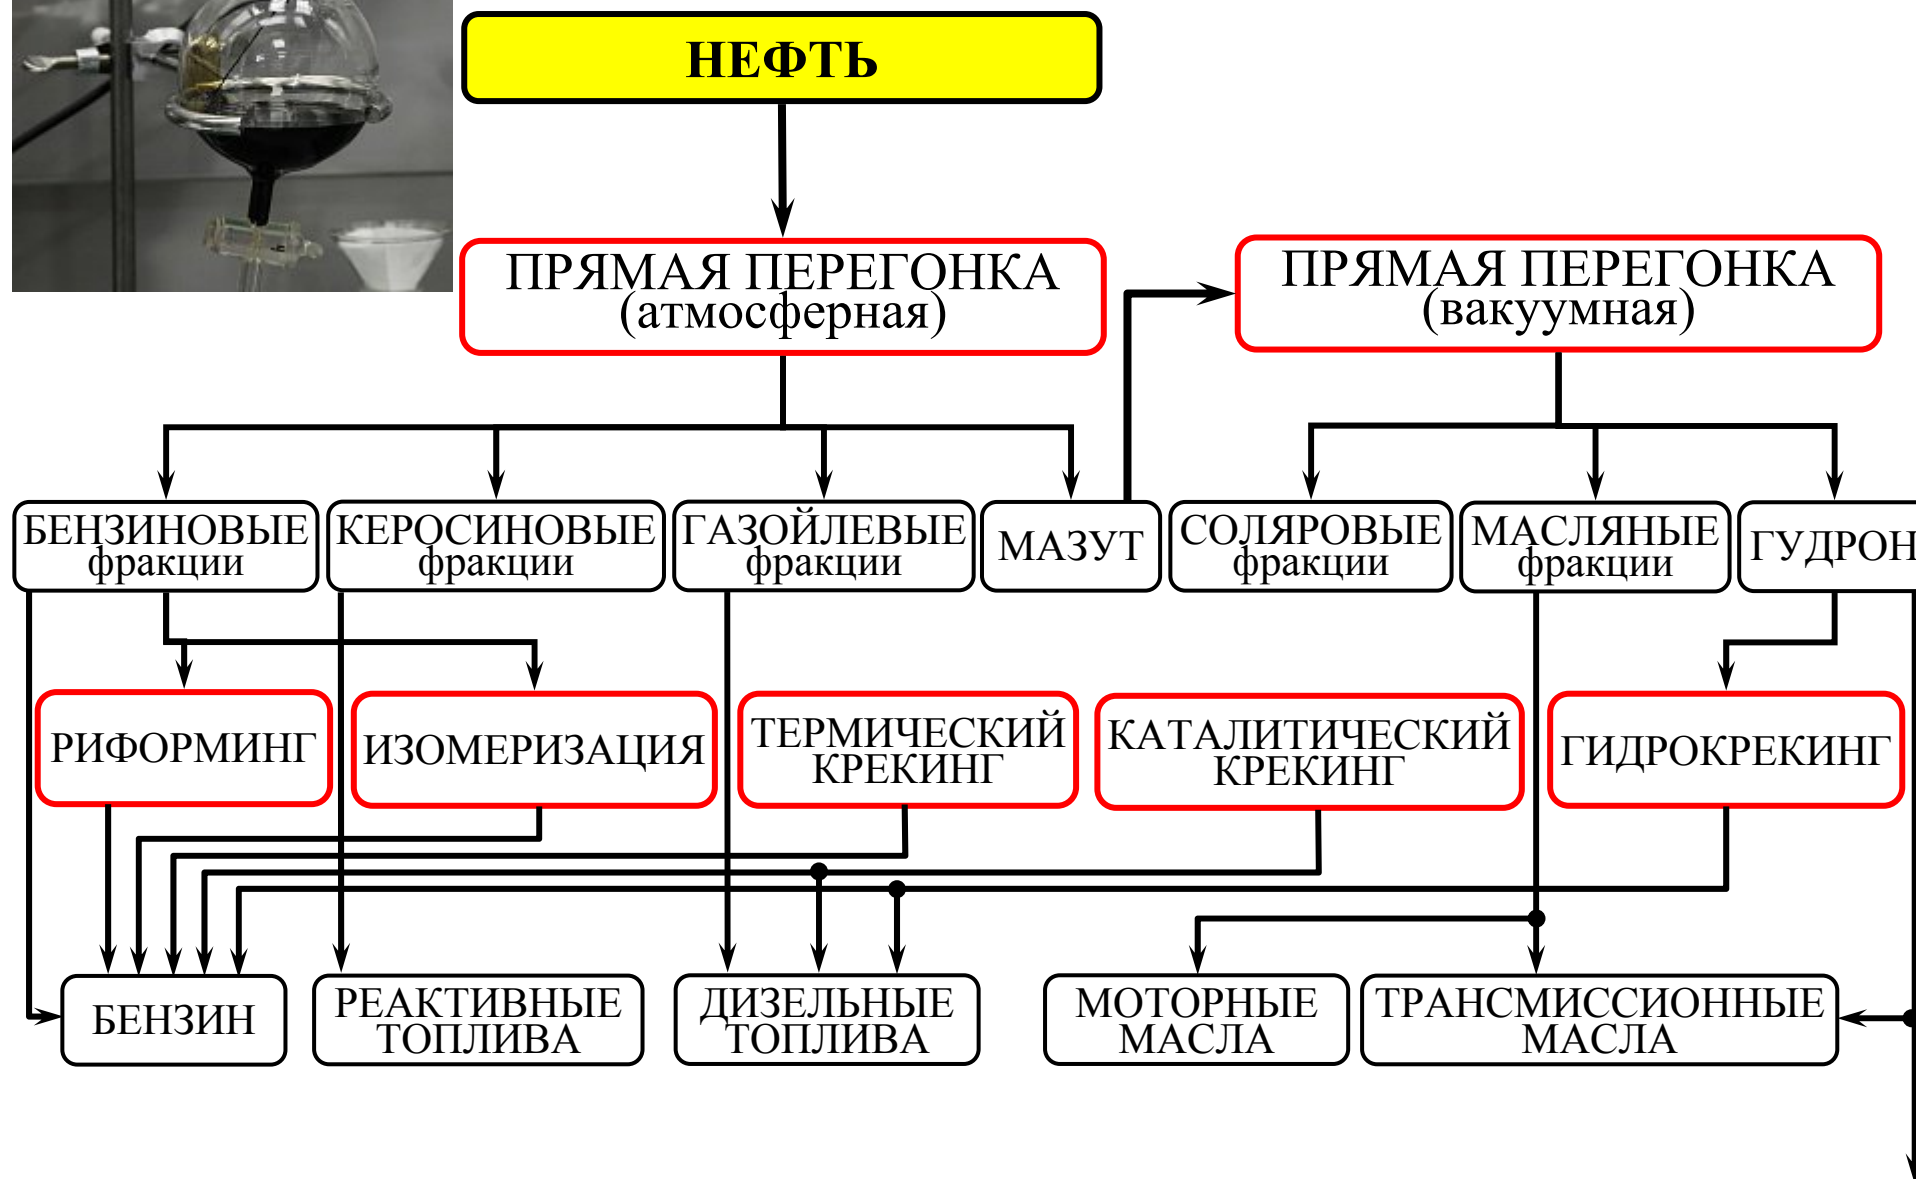 НЕФТЬ
ПРЯМАЯ ПЕРЕГОНКА
(атмосферная)
ПРЯМАЯ ПЕРЕГОНКА
(вакуумная)
БЕНЗИНОВЫЕ
фракции
КЕРОСИНОВЫЕ
фракции
ГАЗОЙЛЕВЫЕ
фракции
МАЗУТ
СОЛЯРОВЫЕ
фракции
МАСЛЯНЫЕ
фракции
ГУДРОН
РИФОРМИНГ
ИЗОМЕРИЗАЦИЯ
ТЕРМИЧЕСКИЙ
КРЕКИНГ
КАТАЛИТИЧЕСКИЙ
КРЕКИНГ
ГИДРОКРЕКИНГ
БЕНЗИН
РЕАКТИВНЫЕ
ТОПЛИВА
ДИЗЕЛЬНЫЕ
ТОПЛИВА
МОТОРНЫЕ
МАСЛА
ТРАНСМИССИОННЫЕ
МАСЛА